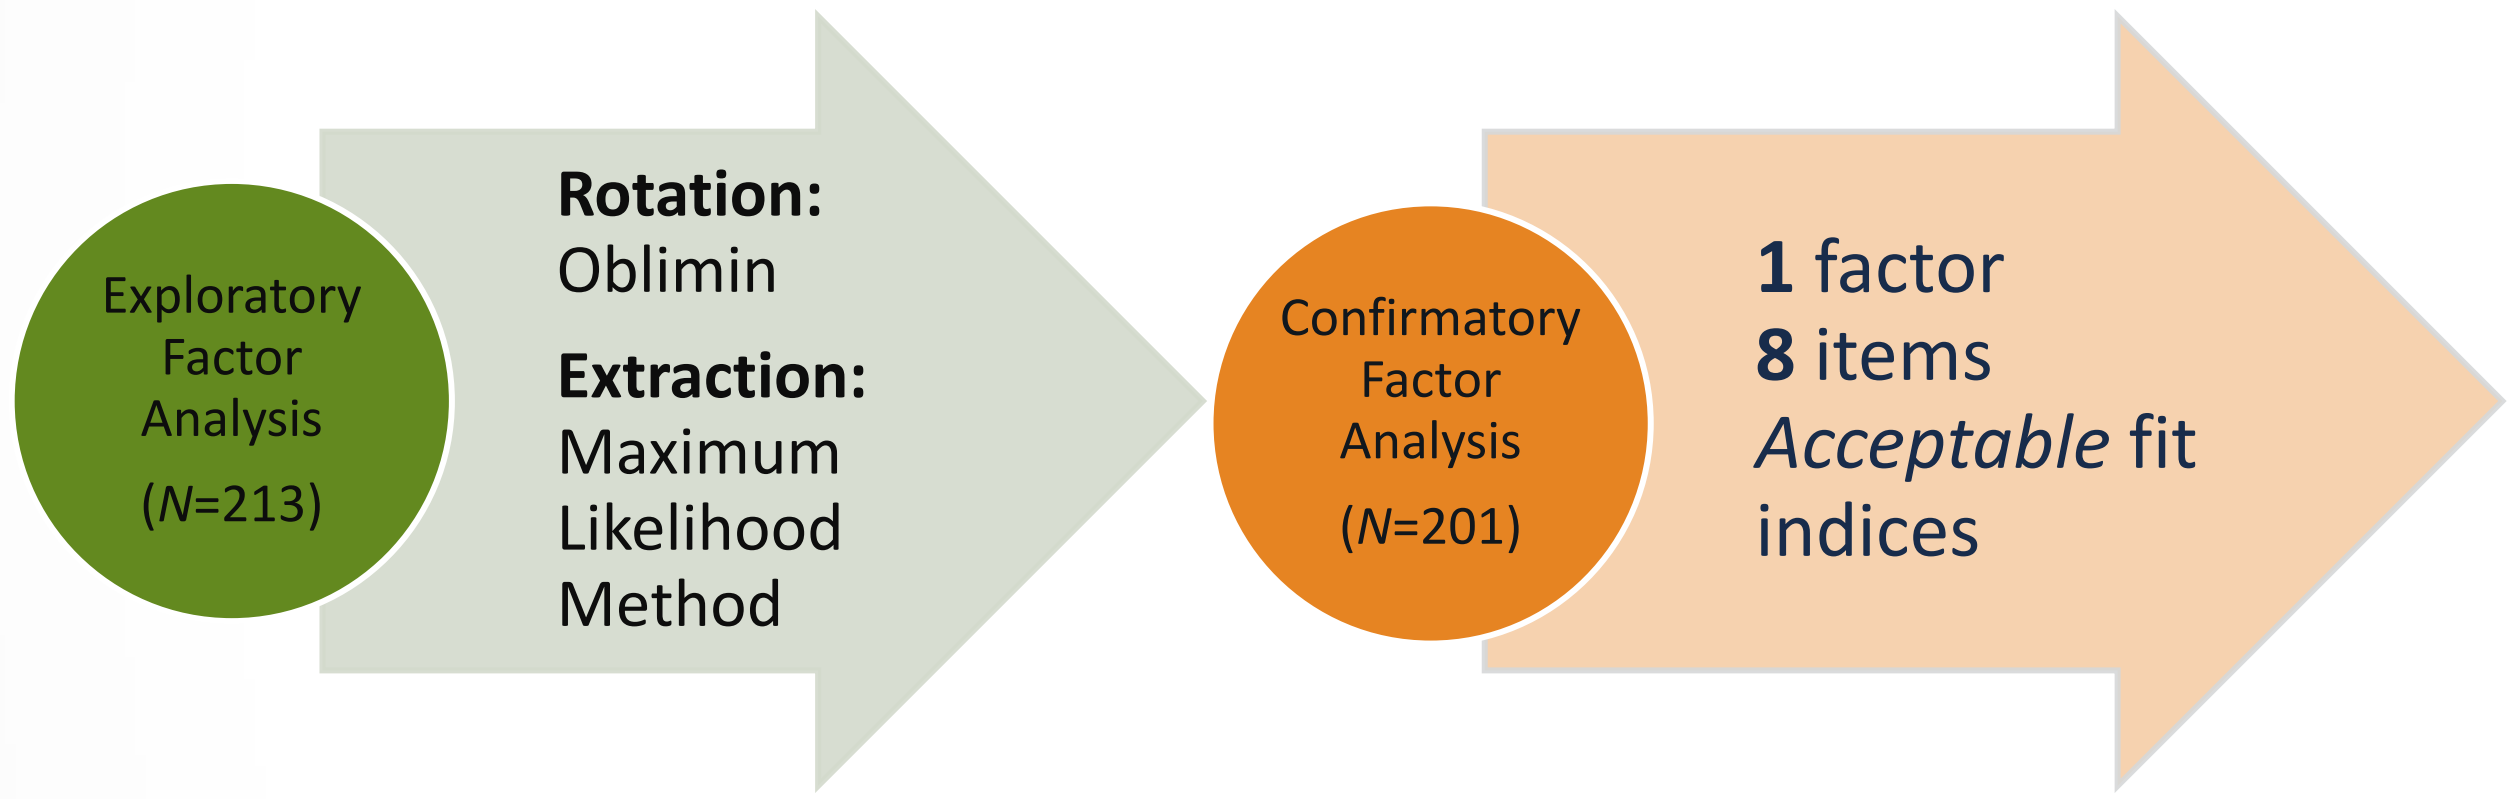 Exploratory
Factor
Analysis
(N=213)
Rotation:
Oblimin
Extraction:
Maximum
Likelihood
Method
Confirmatory
Factor
Analysis
(N=201)
1 factor
8 items
Acceptable fit
indices